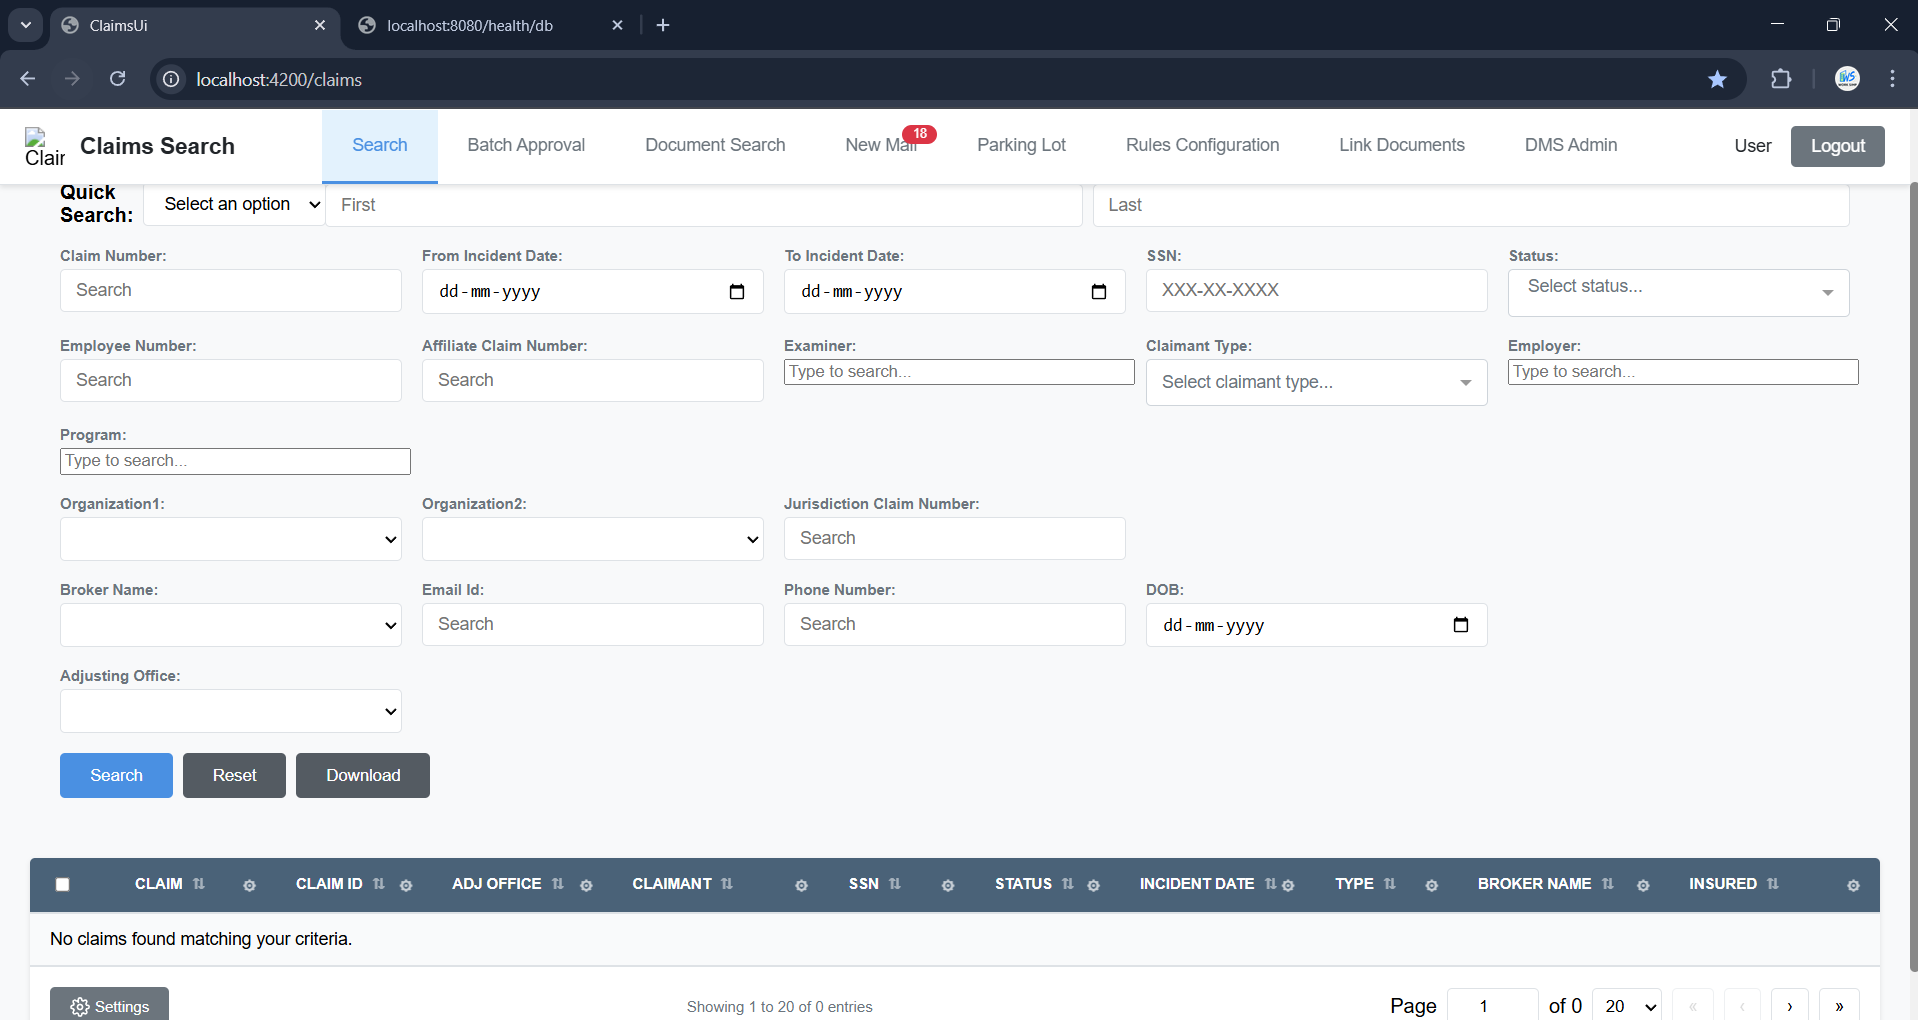 ClaimsUi
localhost:8080/health/db
localhost:4200/claims
Clair
Claims Search
Search
Batch Approval
Document Search
New Mail
18
Parking Lot
Rules Configuration
Link Documents
DMS Admin
User
Logout
Quick
Search:
Select an option
First
Last
Claim Number:
From Incident Date:
To Incident Date:
SSN:
Status:
Search
dd-mm-yyyy
dd-mm-yyyy
XXX-XX-XXXX
Select status...
Employee Number:
Affiliate Claim Number:
Examiner:
Claimant Type:
Employer:
Search
Search
Type to search...
Select claimant type...
Type to search...
Program:
Type to search...
Organization1:
Organization2:
Jurisdiction Claim Number:
Search
Broker Name:
Email Id:
Phone Number:
DOB:
Search
Search
dd-mm-yyyy
Adjusting Office:
Search
Reset
Download
CLAIM
CLAIM ID
ADJ OFFICE
CLAIMANT
SSN
STATUS
INCIDENT DATE
TYPE
BROKER NAME
INSURED
No claims found matching your criteria.
Settings
Showing 1 to 20 of 0 entries
Page 1 of 0
20
« ‹ › »